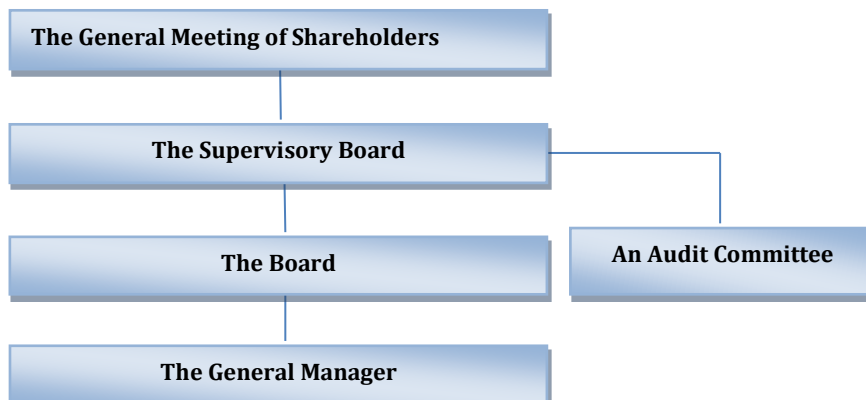 The General Meeting of Shareholders
The Supervisory Board
The Board
An Audit Committee
The General Manager